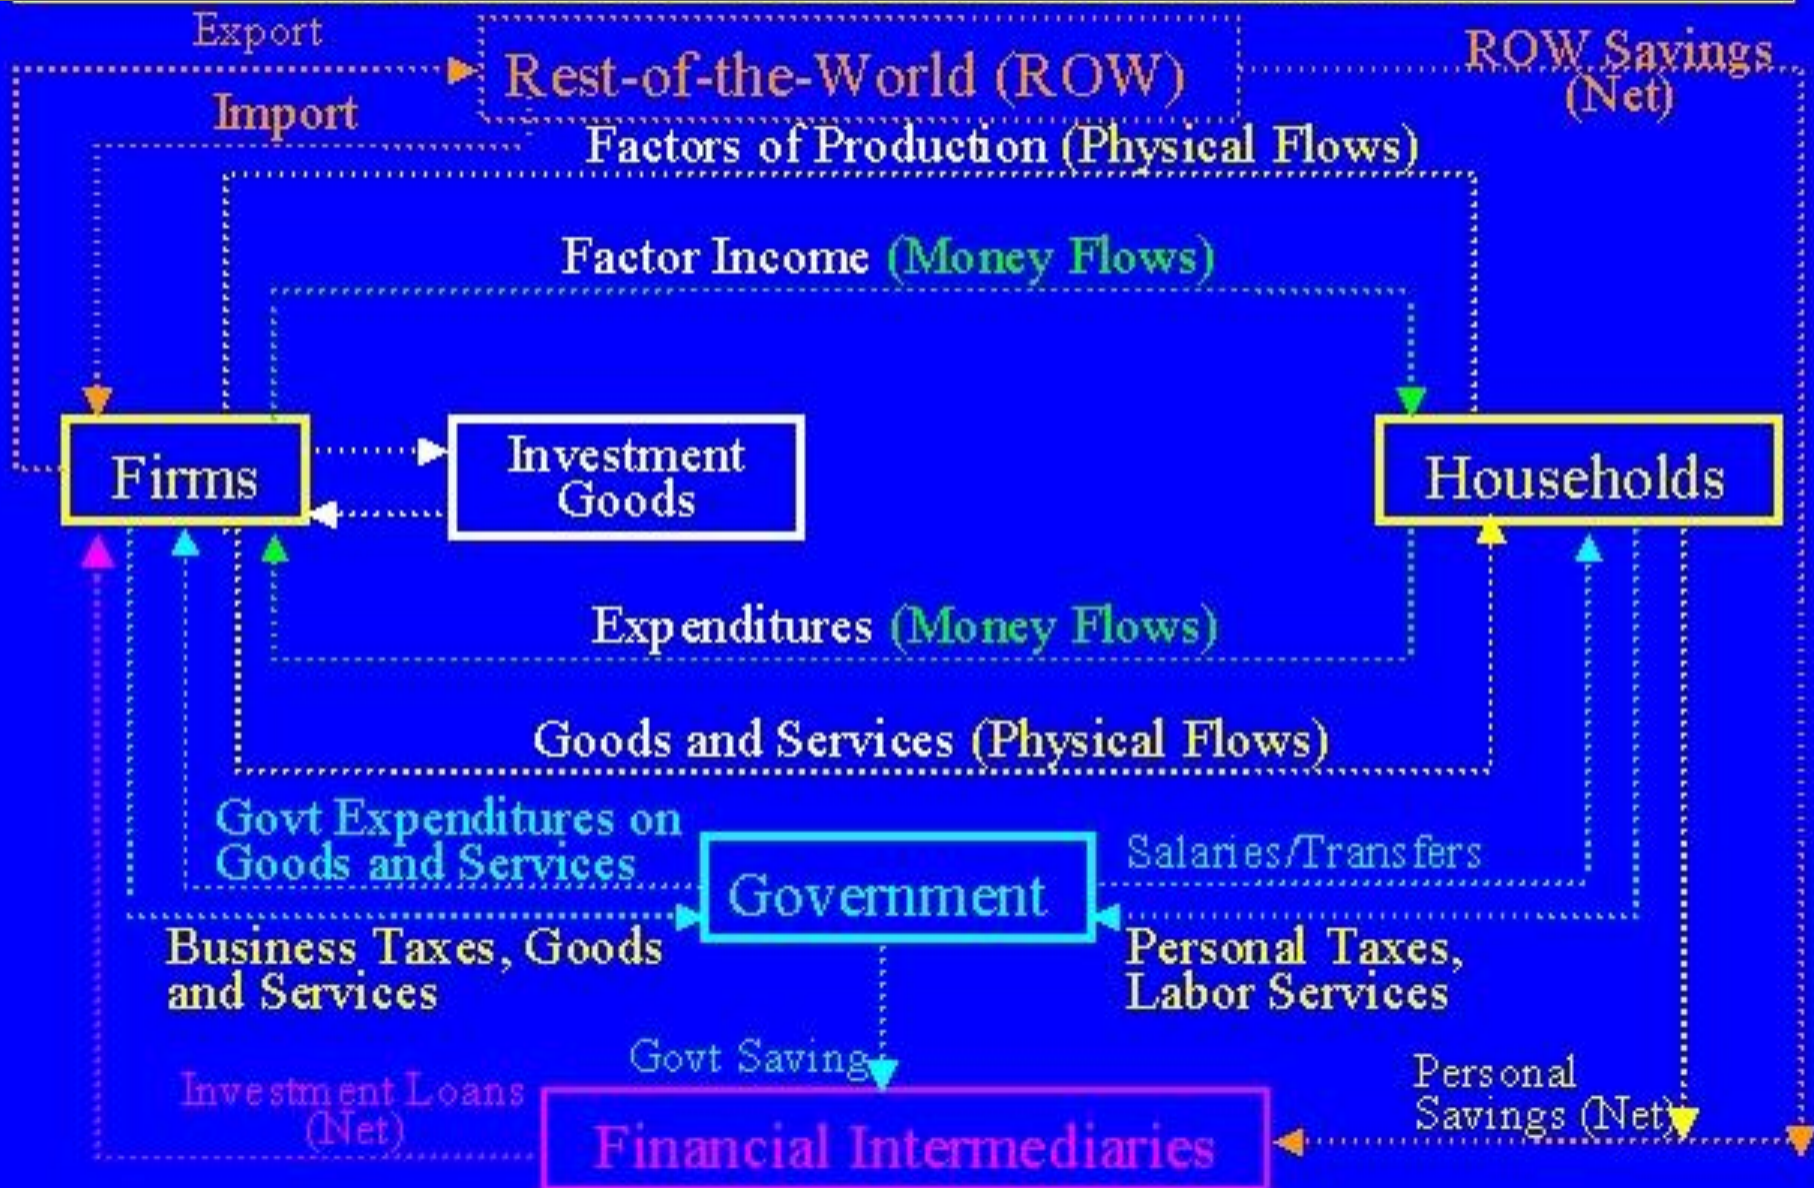 Export
Rest-of-the-World (ROW)
ROW Savings
(Net)
Import
Factors of Production (Physical Flows)
Factor Income (Money Flows)
Firms
Investment
Goods
Households
Expenditures (Money Flows)
Goods and Services (Physical Flows)
Govt Expenditures on
Goods and Services
Government
Salaries/Transfers
Business Taxes, Goods
and Services
Personal Taxes,
Labor Services
Govt Saving
Investment Loans
(Net)
Financial Intermediaries
Personal
Savings (Net)